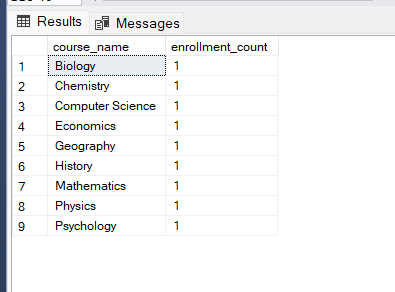 Results Messages
course_name enrollment_count
1 Biology 1
2 Chemistry 1
3 Computer Science 1
4 Economics 1
5 Geography 1
6 History 1
7 Mathematics 1
8 Physics 1
9 Psychology 1